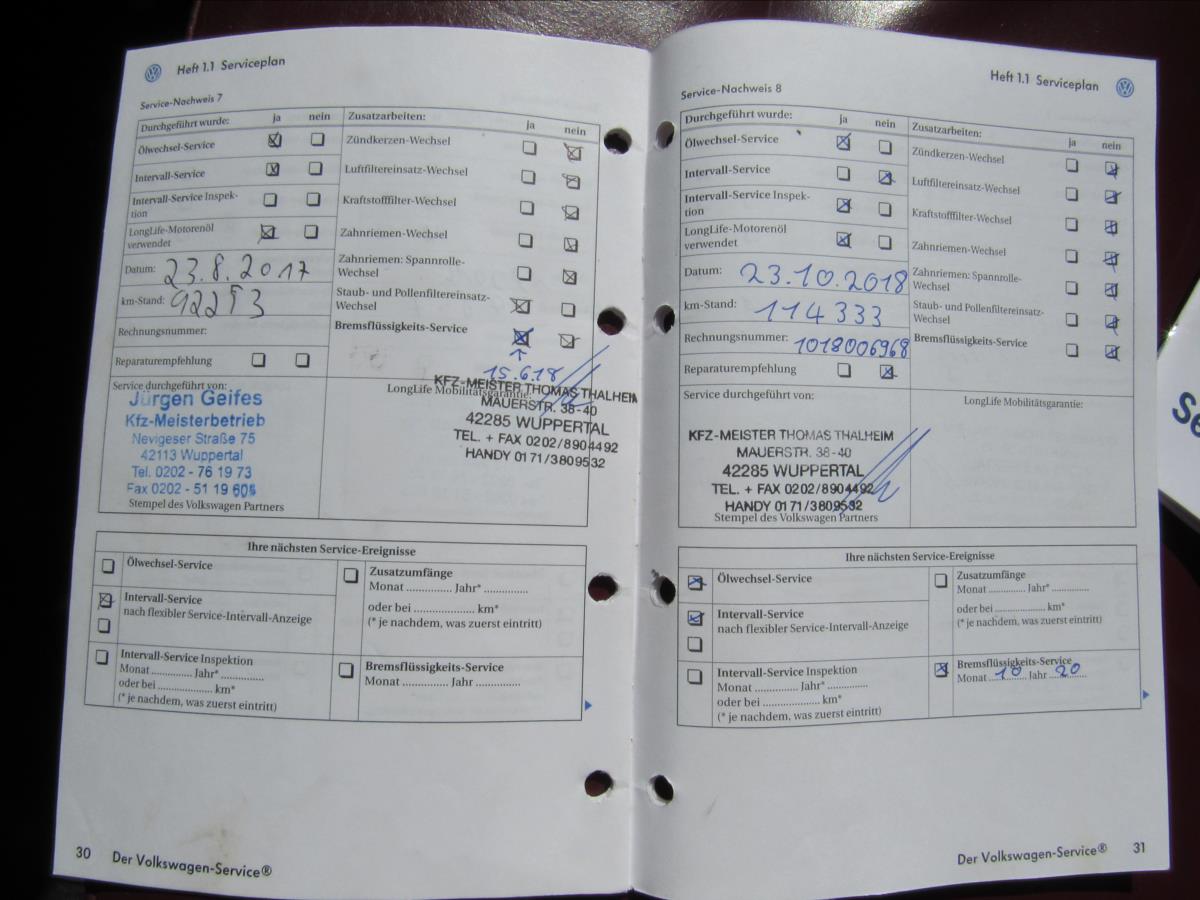 Heft 1.1 Serviceplan
Service-Nachweis 7
Durchgeführt wurde: ja nein
Ölwechsel-Service
Intervall-Service
Intervall-Service Inspek-
tion
LongLife-Motorenöl
verwendet
Datum: 23.8.2017
km-Stand:
Rechnungsnummer:
Reparaturempfehlung
Zusatzarbeiten: ja nein
Zündkerzen-Wechsel
Luftfiltereinsatz-Wechsel
Kraftstofffilter-Wechsel
Zahnriemen-Wechsel
Zahnriemen: Spannrolle-
Wechsel
Staub- und Pollenfiltereinsatz-
Wechsel
Bremsflüssigkeits-Service
15.6.18
Service durchgeführt von:
Jürgen Geifes
Kfz-Meisterbetrieb
Nevigeser Straße 75
42113 Wuppertal
Tel. 0202 - 76 19 73
Fax 0202 - 51 19 605
Stempel des Volkswagen Partners
LongLife Mobilitätsgarantie:
KFZ-MEISTER THOMAS THALHEIM
MAUERSTR. 38-40
42285 WUPPERTAL
TEL. + FAX 0202/8904492
HANDY 0171/3809532
Ihre nächsten Service-Ereignisse
Ölwechsel-Service
Intervall-Service
nach flexibler Service-Intervall-Anzeige
Intervall-Service Inspektion
Monat .............. Jahr* ..............
oder bei .................... km*
(* je nachdem, was zuerst eintritt)
Zusatzumfänge
Monat .............. Jahr* ..............
oder bei .................... km*
(* je nachdem, was zuerst eintritt)
Bremsflüssigkeits-Service
Monat .............. Jahr ..............
30 Der Volkswagen-Service®
Heft 1.1 Serviceplan
Service-Nachweis 8
Durchgeführt wurde: ja nein
Ölwechsel-Service
Intervall-Service
Intervall-Service Inspek-
tion
LongLife-Motorenöl
verwendet
Datum: 23.10.2018
km-Stand: 114 333
Rechnungsnummer: 1018006968
Reparaturempfehlung
Zusatzarbeiten: ja nein
Zündkerzen-Wechsel
Luftfiltereinsatz-Wechsel
Kraftstofffilter-Wechsel
Zahnriemen-Wechsel
Zahnriemen: Spannrolle-
Wechsel
Staub- und Pollenfiltereinsatz-
Wechsel
Bremsflüssigkeits-Service
Service durchgeführt von:
KFZ-MEISTER THOMAS THALHEIM
MAUERSTR. 38-40
42285 WUPPERTAL
TEL. + FAX 0202/8904492
HANDY 0171/3809532
Stempel des Volkswagen Partners
LongLife Mobilitätsgarantie:
Ihre nächsten Service-Ereignisse
Ölwechsel-Service
Intervall-Service
nach flexibler Service-Intervall-Anzeige
Intervall-Service Inspektion
Monat .............. Jahr* ..............
oder bei .................... km*
(* je nachdem, was zuerst eintritt)
Zusatzumfänge
Monat .............. Jahr* ..............
oder bei .................... km*
(* je nachdem, was zuerst eintritt)
Bremsflüssigkeits-Service
Monat 10 Jahr 20
Der Volkswagen-Service® 31